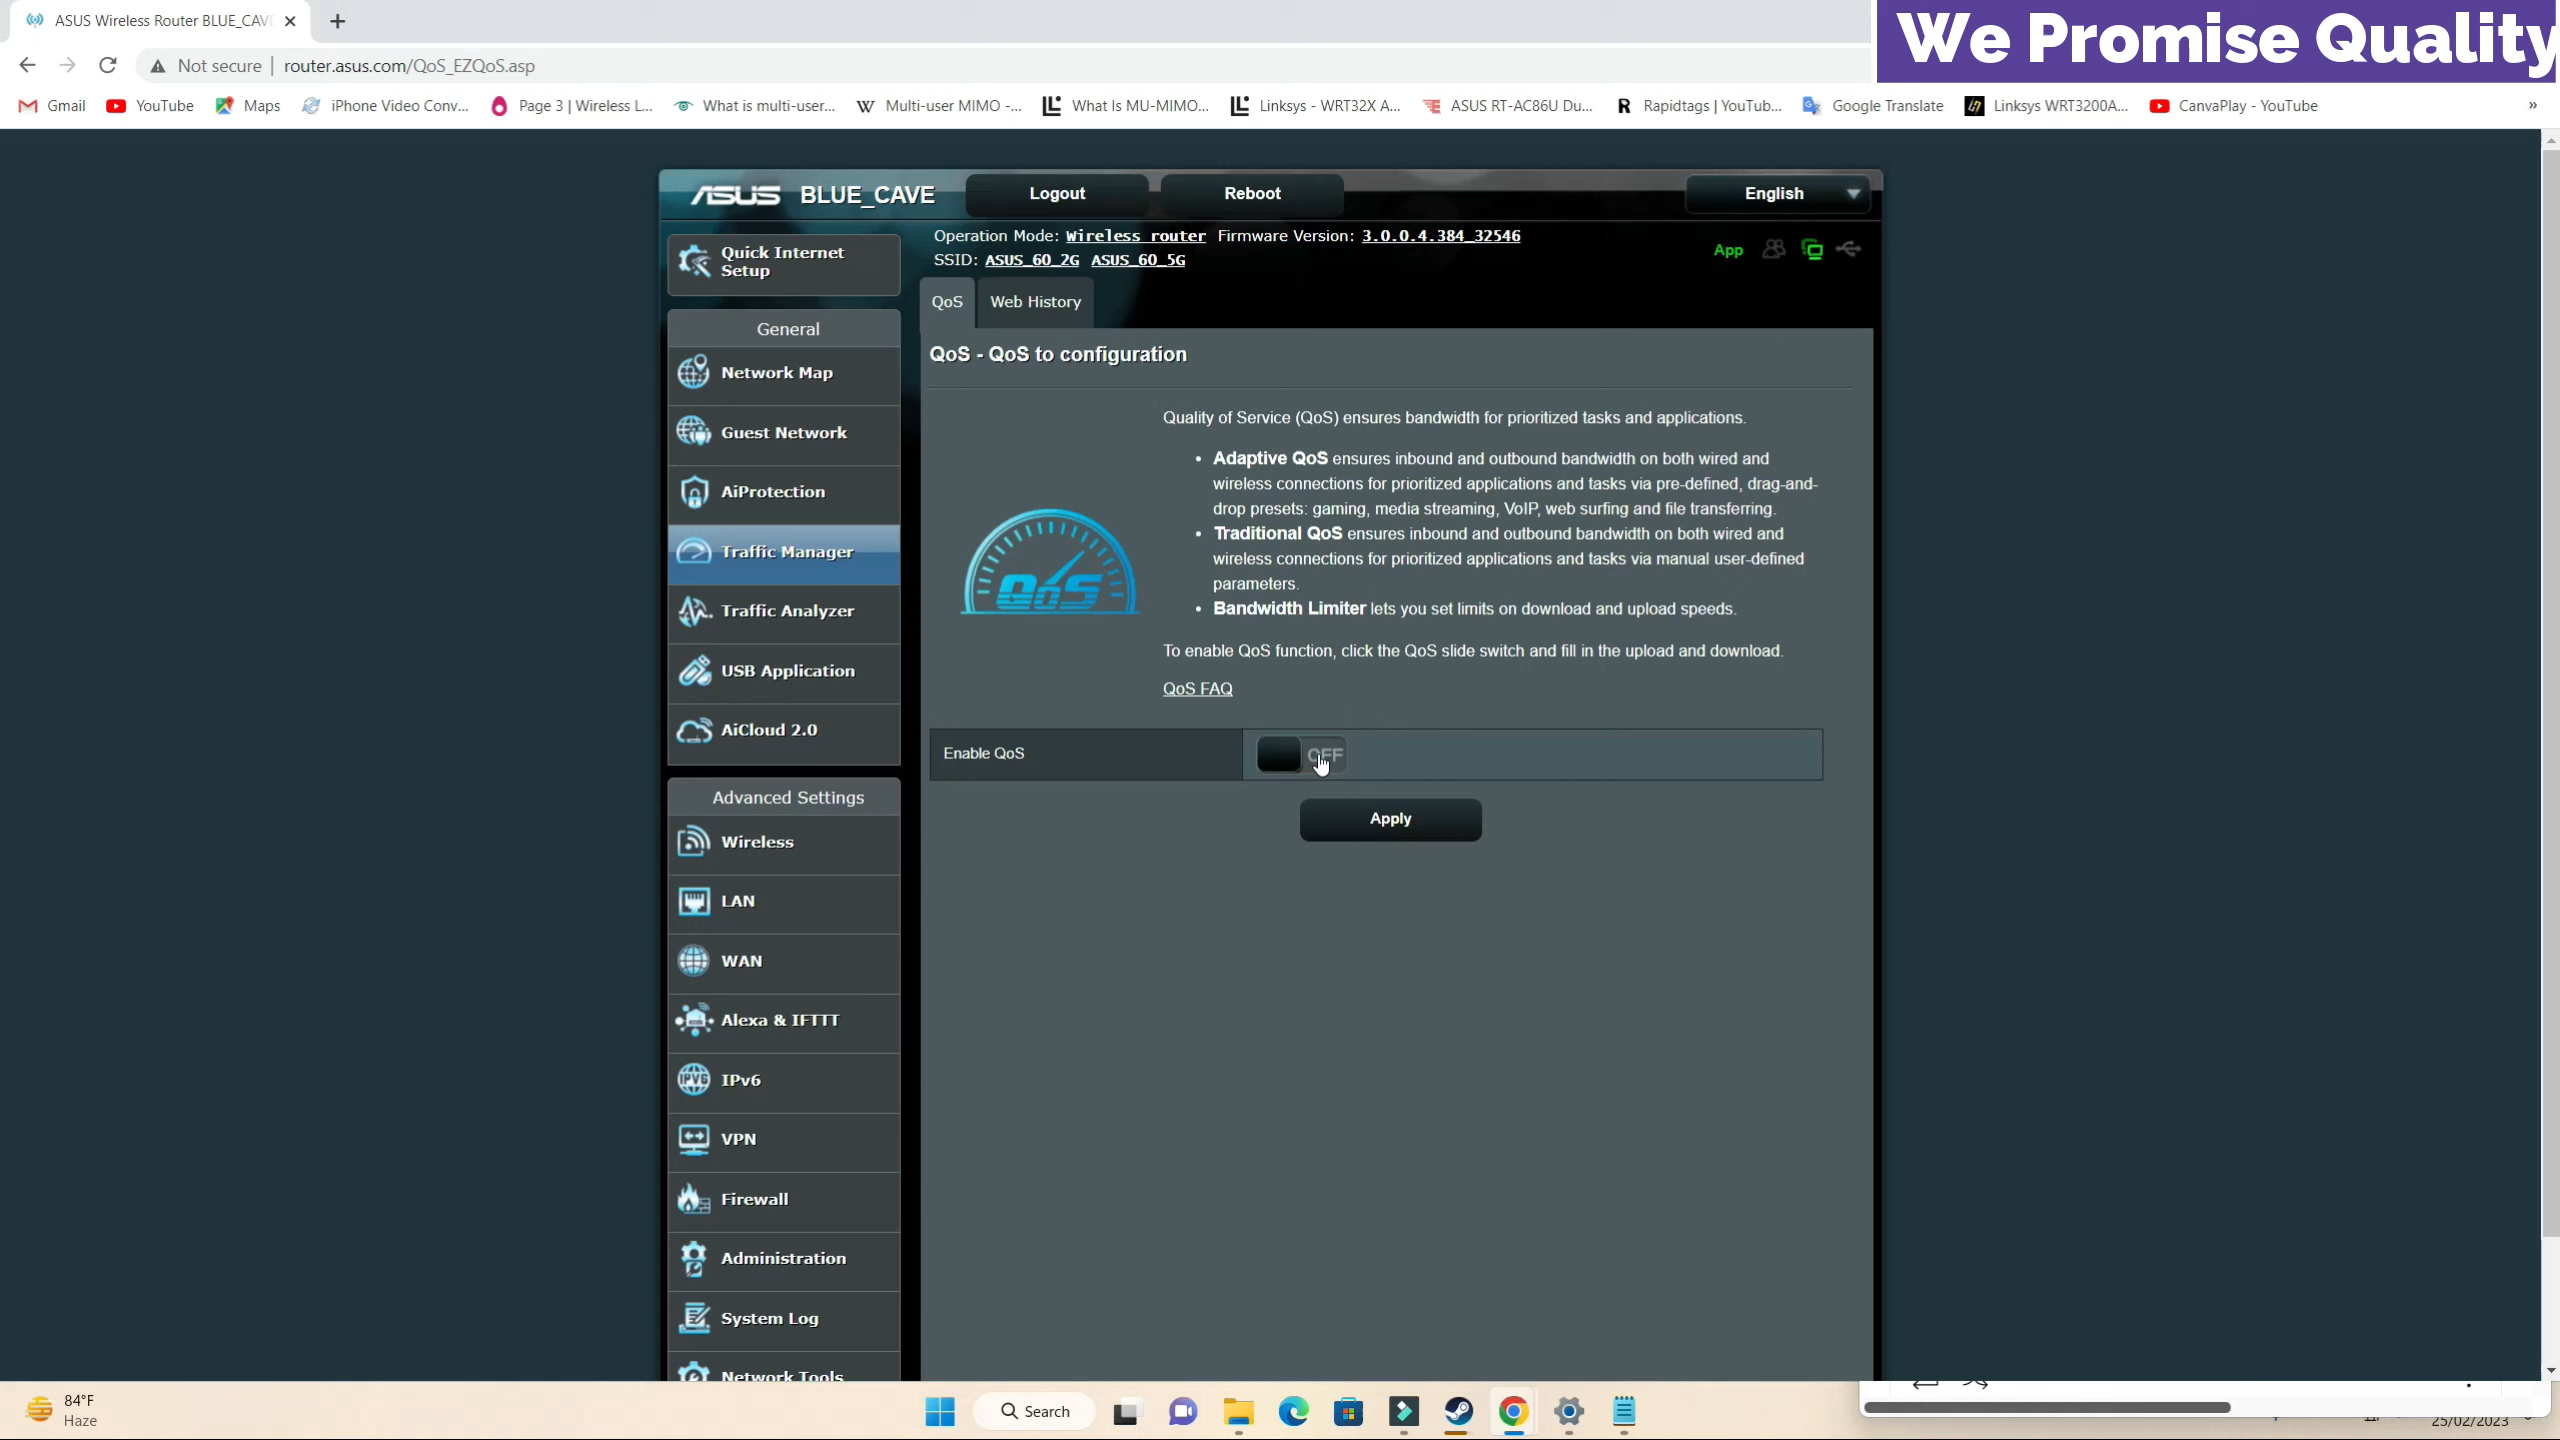 ASUS Wireless Router BLUE_CAVE
We Promise Quality
Not secure | router.asus.com/QoS_EZQoS.asp
Gmail YouTube Maps iPhone Video Conv... Page 3 | Wireless L... What is multi-user... Multi-user MIMO -... What Is MU-MIMO... Linksys - WRT32X A... ASUS RT-AC86U Du... Rapidtags | YouTub... Google Translate Linksys WRT3200A... CanvaPlay - YouTube »
ASUS BLUE_CAVE Logout Reboot English
Operation Mode: Wireless router Firmware Version: 3.0.0.4.384_32546
SSID: ASUS_60_2G ASUS_60_5G
App
Quick Internet
Setup
General
Network Map
Guest Network
AiProtection
Traffic Manager
Traffic Analyzer
USB Application
AiCloud 2.0
Advanced Settings
Wireless
LAN
WAN
Alexa & IFTTT
IPv6
VPN
Firewall
Administration
System Log
Network Tools
QoS Web History
QoS - QoS to configuration
Quality of Service (QoS) ensures bandwidth for prioritized tasks and applications.
• Adaptive QoS ensures inbound and outbound bandwidth on both wired and
wireless connections for prioritized applications and tasks via pre-defined, drag-and-
drop presets: gaming, media streaming, VoIP, web surfing and file transferring.
• Traditional QoS ensures inbound and outbound bandwidth on both wired and
wireless connections for prioritized applications and tasks via manual user-defined
parameters.
• Bandwidth Limiter lets you set limits on download and upload speeds.
QoS
To enable QoS function, click the QoS slide switch and fill in the upload and download.
QoS FAQ
Enable QoS OFF
Apply
84°F
Haze
Search
25/02/2023